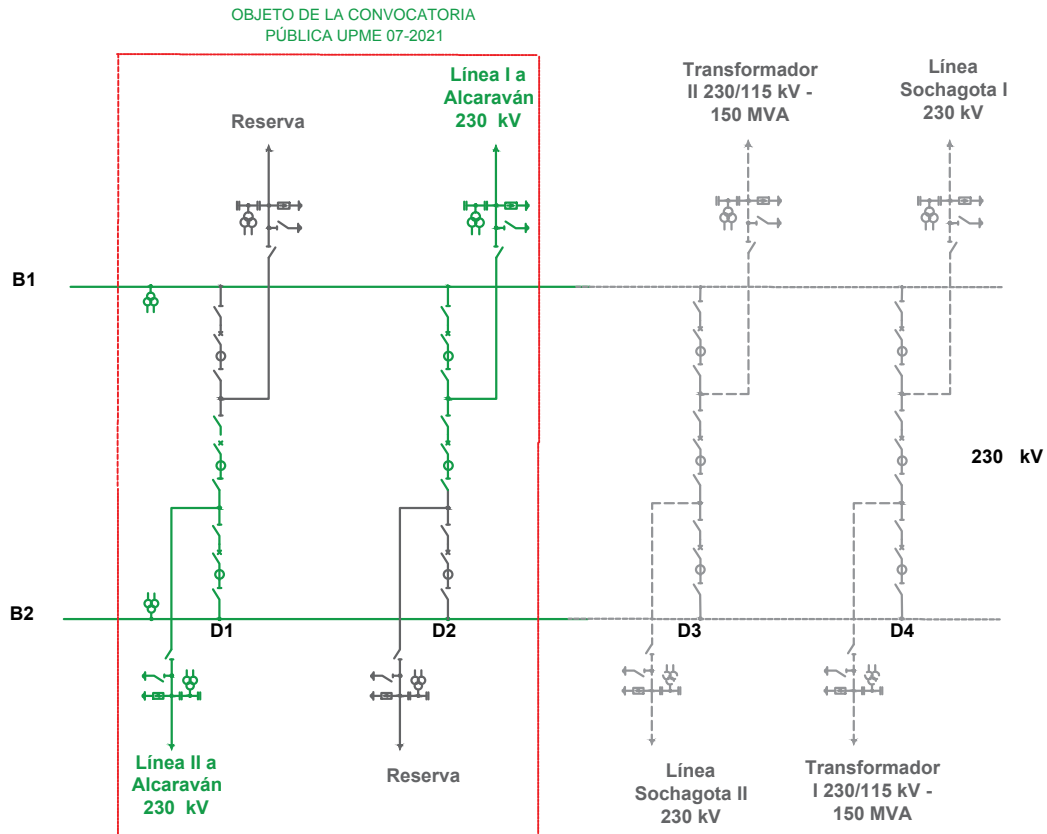 OBJETO DE LA CONVOCATORIA
PÚBLICA UPME 07-2021
Reserva
Línea I a
Alcaraván
230 kV
Transformador
II 230/115 kV -
150 MVA
Línea
Sochagota I
230 kV
B1
230 kV
B2
D1
D2
D3
D4
Línea II a
Alcaraván
230 kV
Reserva
Línea
Sochagota II
230 kV
Transformador
I 230/115 kV -
150 MVA